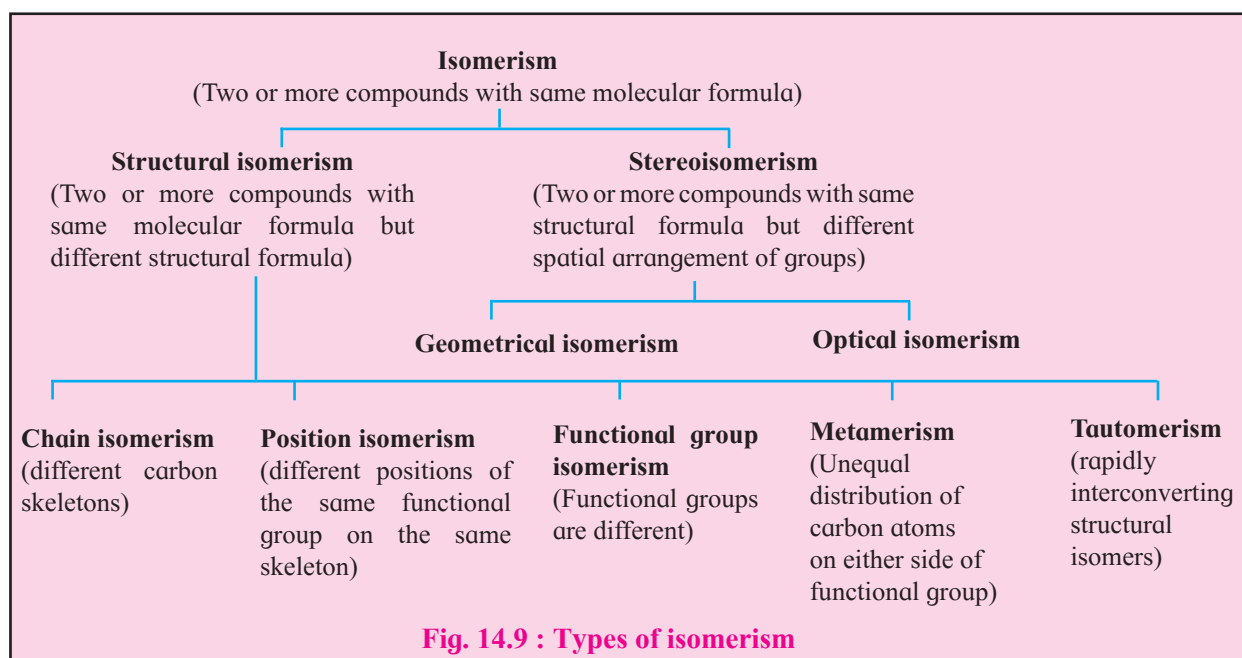 Isomerism
(Two or more compounds with same molecular formula)
Structural isomerism
(Two or more compounds with
same molecular formula but
different structural formula)
Stereoisomerism
(Two or more compounds with same
structural formula but different
spatial arrangement of groups)
Geometrical isomerism
Optical isomerism
Chain isomerism
(different carbon
skeletons)
Position isomerism
(different positions of
the same functional
group on the same
skeleton)
Functional group
isomerism
(Functional groups
are different)
Metamerism
(Unequal
distribution of
carbon atoms
on either side of
functional group)
Tautomerism
(rapidly
interconverting
structural
isomers)
Fig. 14.9 : Types of isomerism